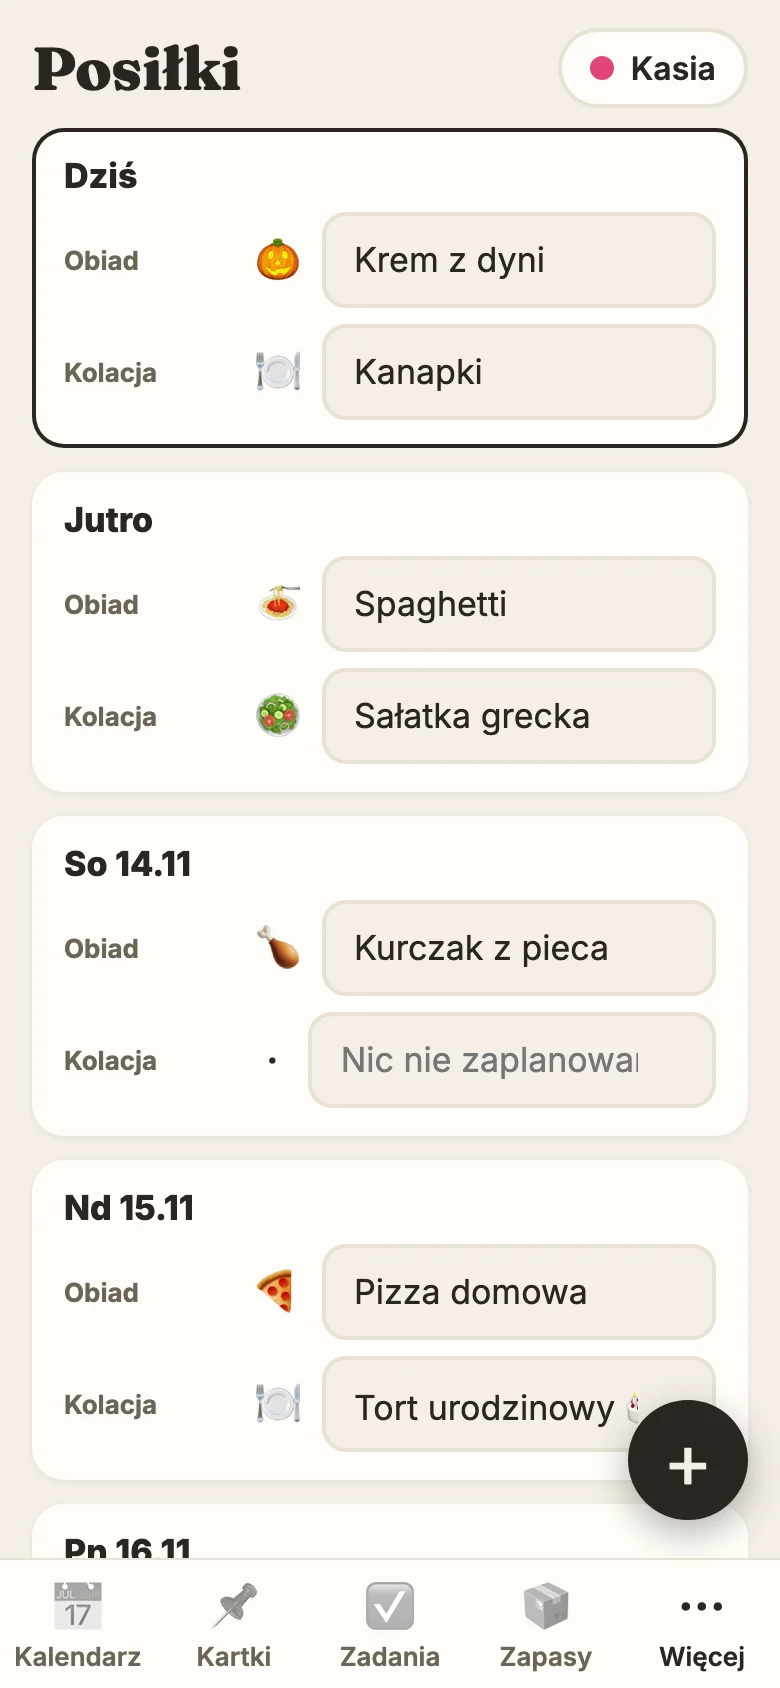 Posiłki
Kasia
Dziś
Obiad
Krem z dyni
Kolacja
Kanapki
Jutro
Obiad
Spaghetti
Kolacja
Sałatka grecka
So 14.11
Obiad
Kurczak z pieca
Kolacja
Nic nie zaplanowa
Nd 15.11
Obiad
Pizza domowa
Kolacja
Tort urodzinowy
Pn 16.11
JUL
17
Kalendarz
Kartki
Zadania
Zapasy
Więcej